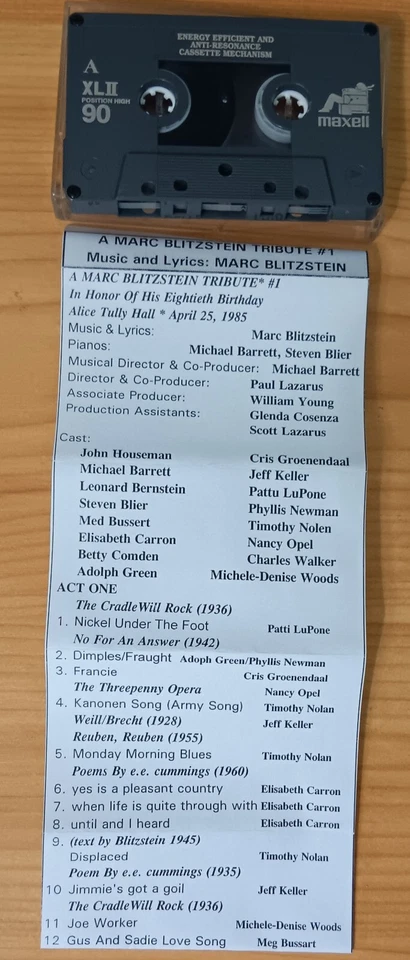 ENERGY EFFICIENT AND
ANTI-RESONANCE
CASSETTE MECHANISM
A
XLII
POSITION HIGH
90
maxell
A MARC BLITZSTEIN TRIBUTE #1
Music and Lyrics: MARC BLITZSTEIN
A MARC BLITZSTEIN TRIBUTE* #1
In Honor Of His Eightieth Birthday
Alice Tully Hall * April 25, 1985
Music & Lyrics: Marc Blitzstein
Pianos: Michael Barrett, Steven Blier
Musical Director & Co-Producer: Michael Barrett
Director & Co-Producer: Paul Lazarus
Associate Producer: William Young
Production Assistants: Glenda Cosenza
Scott Lazarus
Cast:
John Houseman Cris Groenendaal
Michael Barrett Jeff Keller
Leonard Bernstein Pattu LuPone
Steven Blier Phyllis Newman
Med Bussert Timothy Nolen
Elisabeth Carron Nancy Opel
Betty Comden Charles Walker
Adolph Green Michele-Denise Woods
ACT ONE
The CradleWill Rock (1936)
1. Nickel Under The Foot Patti LuPone
No For An Answer (1942)
2. Dimples/Fraught Adoph Green/Phyllis Newman
3. Francie Cris Groenendaal
The Threepenny Opera Nancy Opel
4. Kanonen Song (Army Song) Timothy Nolan
Weill/Brecht (1928) Jeff Keller
Reuben, Reuben (1955)
5. Monday Morning Blues Timothy Nolan
Poems By e.e. cummings (1960)
6. yes is a pleasant country Elisabeth Carron
7. when life is quite through with Elisabeth Carron
8. until and I heard Elisabeth Carron
9. (text by Blitzstein 1945)
Displaced Timothy Nolan
Poem By e.e. cummings (1935)
10 Jimmie's got a goil Jeff Keller
The CradleWill Rock (1936)
11 Joe Worker Michele-Denise Woods
12 Gus And Sadie Love Song Meg Bussart